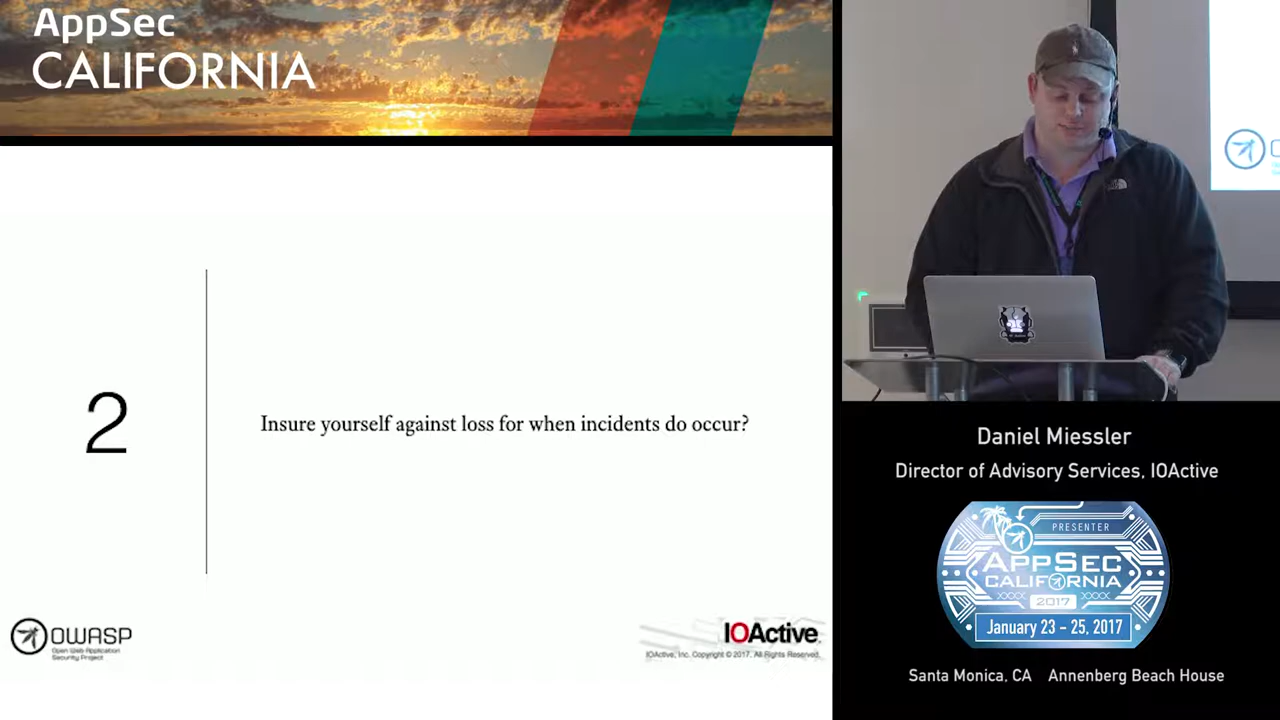 AppSec
CALIFORNIA
2
Insure yourself against loss for when incidents do occur?
OWASP
Open Web Application
Security Project
IOActive
IOActive, Inc. Copyright © 2017. All Rights Reserved.
Daniel Miessler
Director of Advisory Services, IOActive
PRESENTER
APPSEC
CALIFORNIA
2017
January 23 - 25, 2017
Santa Monica, CA Annenberg Beach House